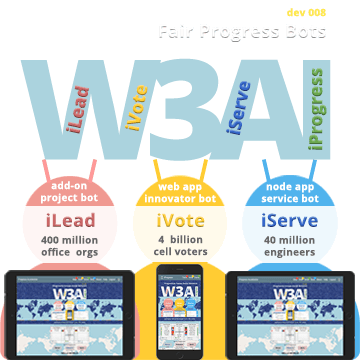 dev 008
Fair Progress Bots
W3AI
iLead
iVote
iServe
iProgress
add-on
project bot
iLead
400 million
office orgs
web app
innovator bot
iVote
4 billion
cell voters
node app
service bot
iServe
40 million
engineers
W3AI
W3AI
W3AI